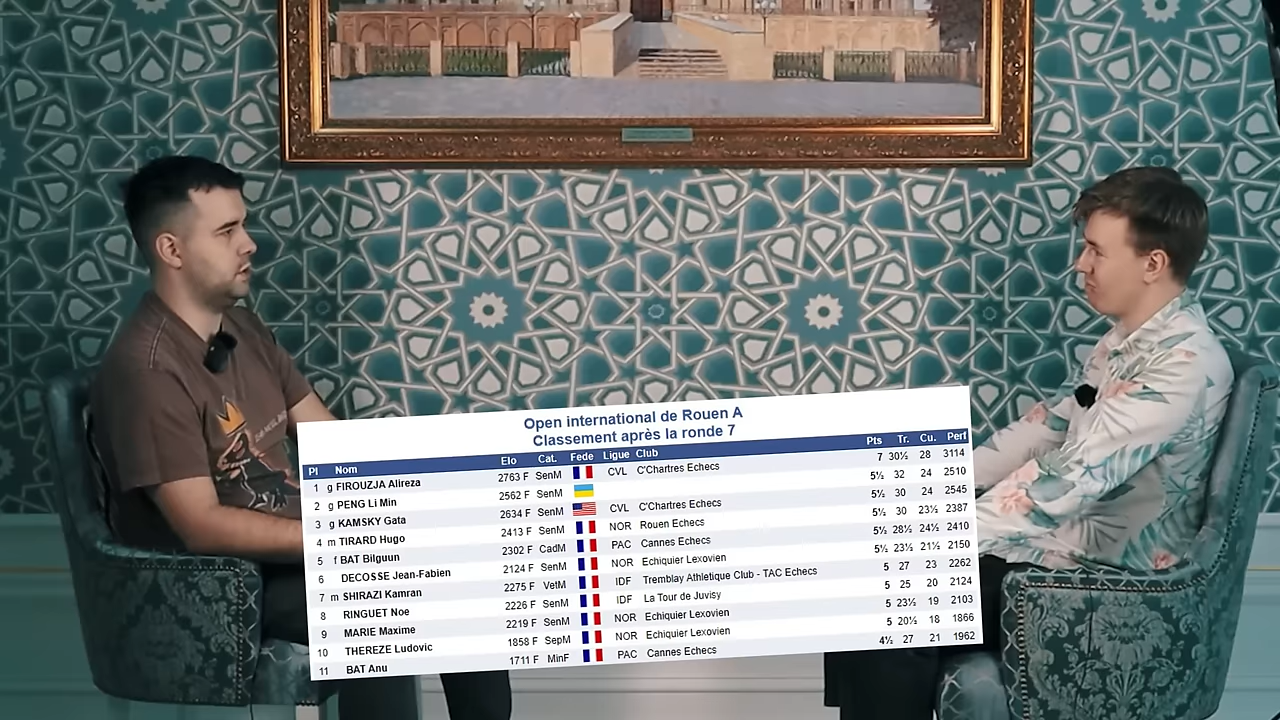 Open international de Rouen A
Classement après la ronde 7
Pl Nom Elo Cat. Fede Ligue Club Pts Tr. Cu. Perf
1 g FIROUZJA Alireza 2763 F SenM CVL C'Chartres Echecs 7 30½ 28 3114
2 g PENG Li Min 2562 F SenM 5½ 32 24 2510
3 g KAMSKY Gata 2634 F SenM CVL C'Chartres Echecs 5½ 30 24 2545
4 m TIRARD Hugo 2413 F SenM NOR Rouen Echecs 5½ 30 23½ 2387
5 f BAT Bilguun 2302 F CadM PAC Cannes Echecs 5½ 28½ 24½ 2410
6 DECOSSE Jean-Fabien 2124 F SenM NOR Echiquier Lexovien 5½ 23½ 21½ 2150
7 m SHIRAZI Kamran 2275 F VetM IDF Tremblay Athletique Club - TAC Echecs 5 27 23 2262
8 RINGUET Noe 2226 F SenM IDF La Tour de Juvisy 5 25 20 2124
9 MARIE Maxime 2219 F SenM NOR Echiquier Lexovien 5 23½ 19 2103
10 THEREZE Ludovic 1858 F SepM NOR Echiquier Lexovien 5 20½ 18 1866
11 BAT Anu 1711 F MinF PAC Cannes Echecs 4½ 27 21 1962